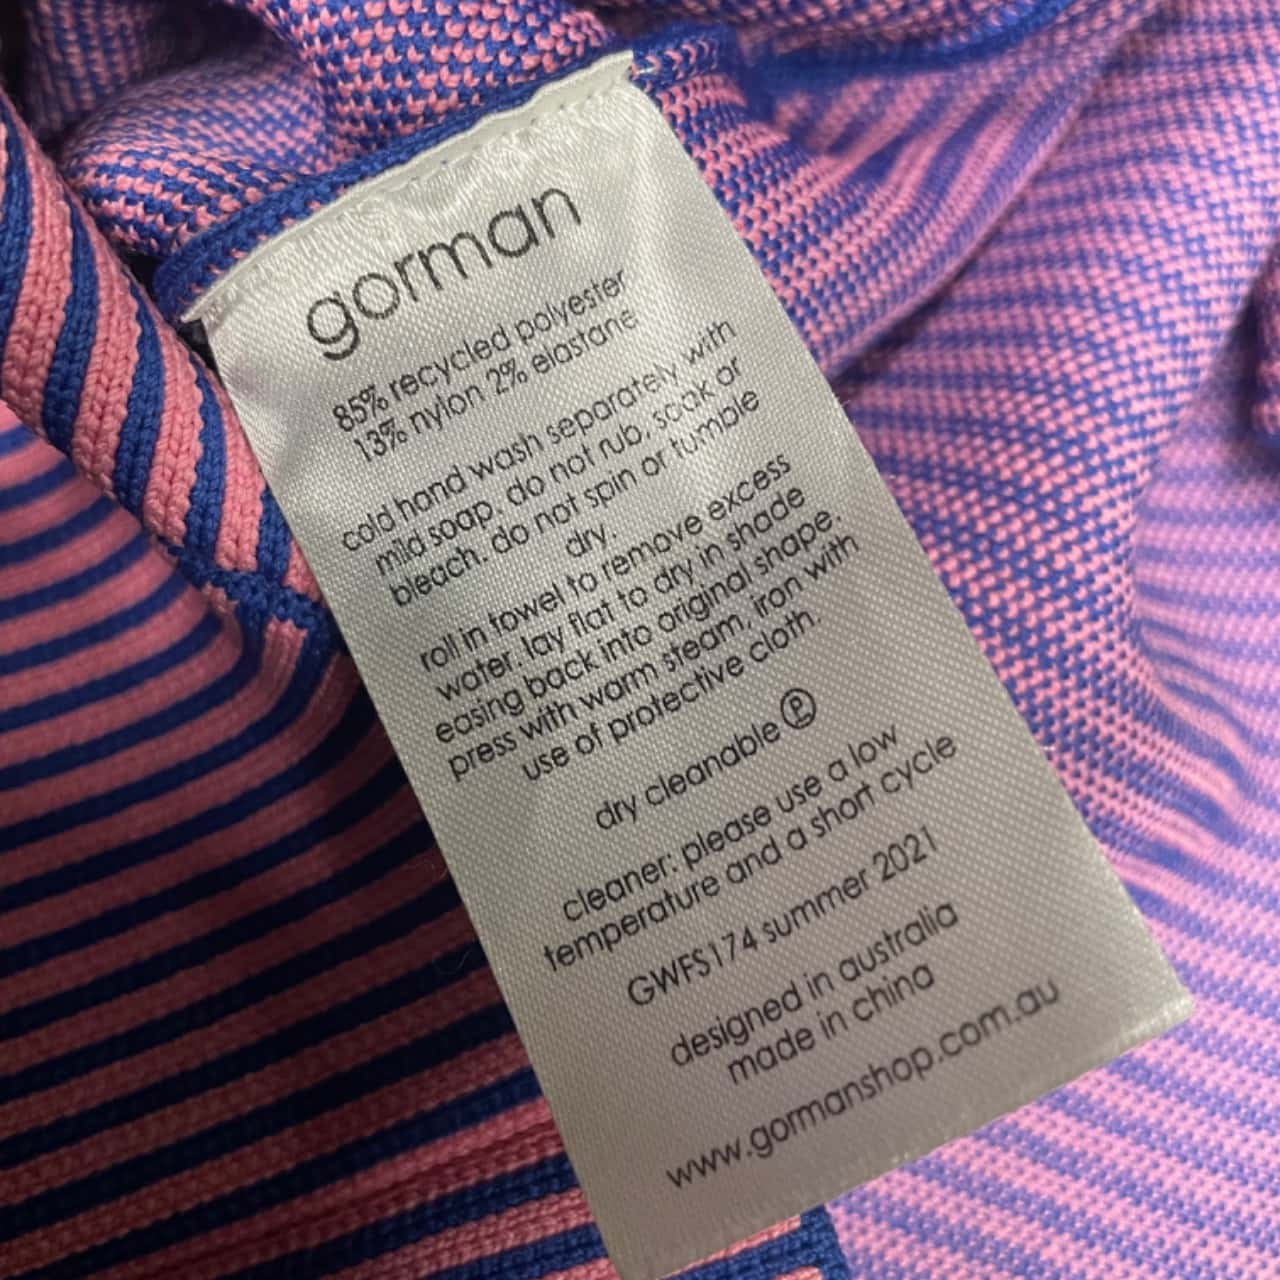 gorman
85% recycled polyester
13% nylon 2% elastane
cold hand wash separately with
mild soap. do not rub, soak or
bleach. do not spin or tumble
dry.
roll in towel to remove excess
water. lay flat to dry in shade
easing back into original shape.
press with warm steam, iron with
use of protective cloth.
dry cleanable Ⓟ
cleaner: please use a low
temperature and a short cycle
GWFS174 summer 2021
designed in australia
made in china
www.gormanshop.com.au